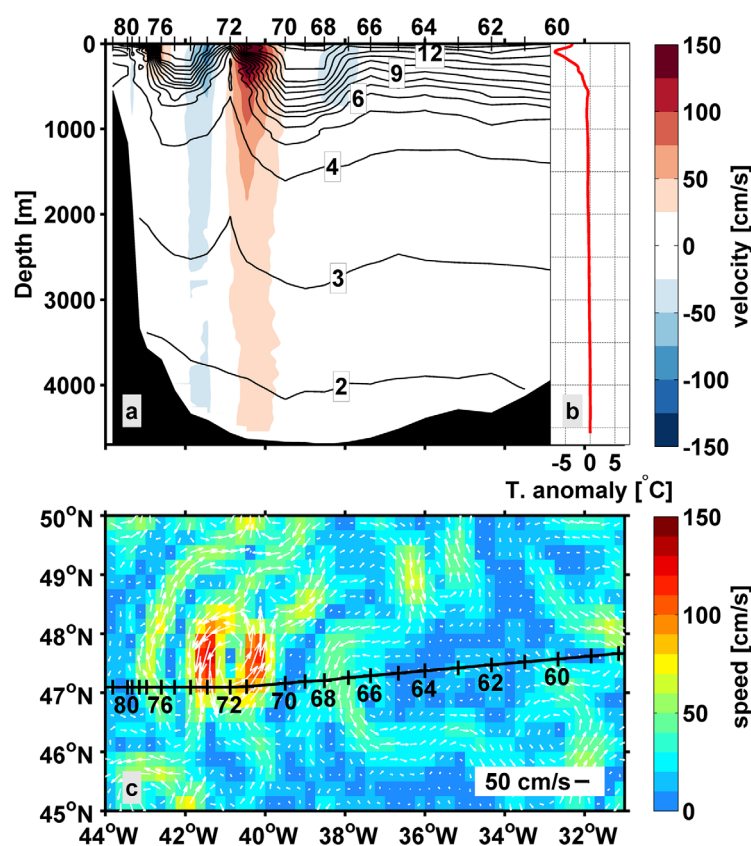 80 76 72 70 68 66 64 62 60
0
1000
2000
3000
4000
Depth [m]
12
9
6
4
3
2
a
b
-5 0 5
T. anomaly [°C]
150
100
50
0
-50
-100
-150
velocity [cm/s]
50°N
49°N
48°N
47°N
46°N
45°N
80 76 72 70 68 66 64 62 60
c
50 cm/s
44°W 42°W 40°W 38°W 36°W 34°W 32°W
150
100
50
0
speed [cm/s]